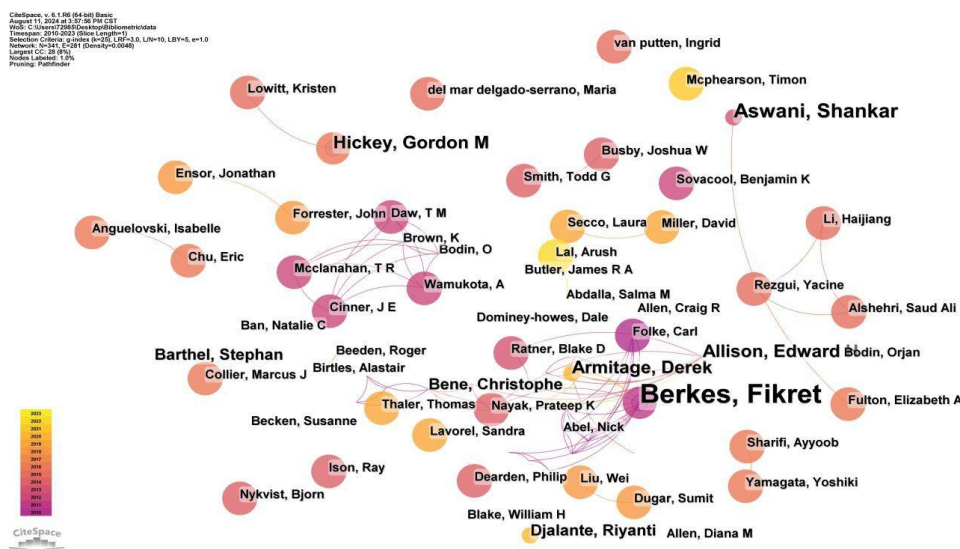 CiteSpace, v. 6.1.R6 (64-bit) Basic
August 11, 2024 at 3:57:56 PM CST
WoS: C:\Users\72985\Desktop\Bibliometric\data
Timespan: 2010-2023 (Slice Length=1)
Selection Criteria: g-index (k=25), LRF=3.0, L/N=10, LBY=5, e=1.0
Network: N=341, E=281 (Density=0.0048)
Largest CC: 28 (8%)
Nodes Labeled: 1.0%
Pruning: Pathfinder
van putten, Ingrid
Mcphearson, Timon
Lowitt, Kristen
del mar delgado-serrano, Maria
Aswani, Shankar
Hickey, Gordon M
Busby, Joshua W
Smith, Todd G
Sovacool, Benjamin K
Ensor, Jonathan
Forrester, John
Daw, T M
Secco, Laura
Miller, David
Li, Haijiang
Anguelovski, Isabelle
Brown, K
Bodin, O
Lal, Arush
Chu, Eric
Mcclanahan, T R
Butler, James R A
Wamukota, A
Rezgui, Yacine
Abdalla, Salma M
Cinner, J E
Allen, Craig R
Alshehri, Saud Ali
Dominey-howes, Dale
Ban, Natalie C
Folke, Carl
Beeden, Roger
Ratner, Blake D
Allison, Edward H
Bodin, Orjan
Barthel, Stephan
Birtles, Alastair
Armitage, Derek
Collier, Marcus J
Bene, Christophe
Berkes, Fikret
Thaler, Thomas
Nayak, Prateep K
Fulton, Elizabeth A
Becken, Susanne
Lavorel, Sandra
Abel, Nick
Sharifi, Ayyoob
Ison, Ray
Dearden, Philip
Liu, Wei
Yamagata, Yoshiki
Nykvist, Bjorn
Dugar, Sumit
Blake, William H
Djalante, Riyanti
Allen, Diana M
2023
2022
2021
2020
2019
2018
2017
2016
2015
2014
2013
2012
2011
2010
CiteSpace